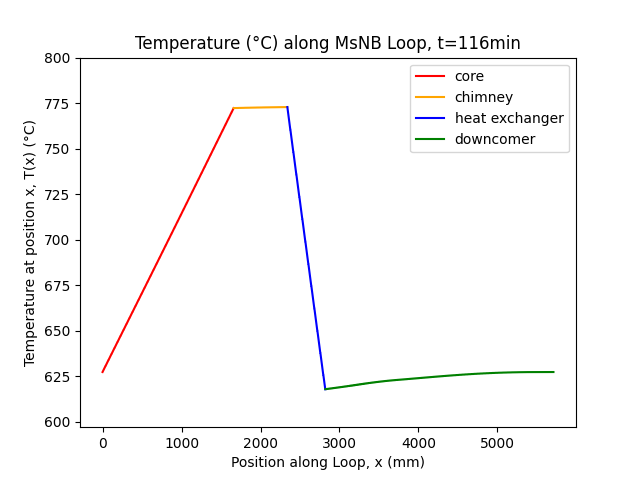 Temperature (°C) along MsNB Loop, t=116min
800
775
750
725
700
675
650
625
600
Temperature at position x, T(x) (°C)
core
chimney
heat exchanger
downcomer
0 1000 2000 3000 4000 5000
Position along Loop, x (mm)